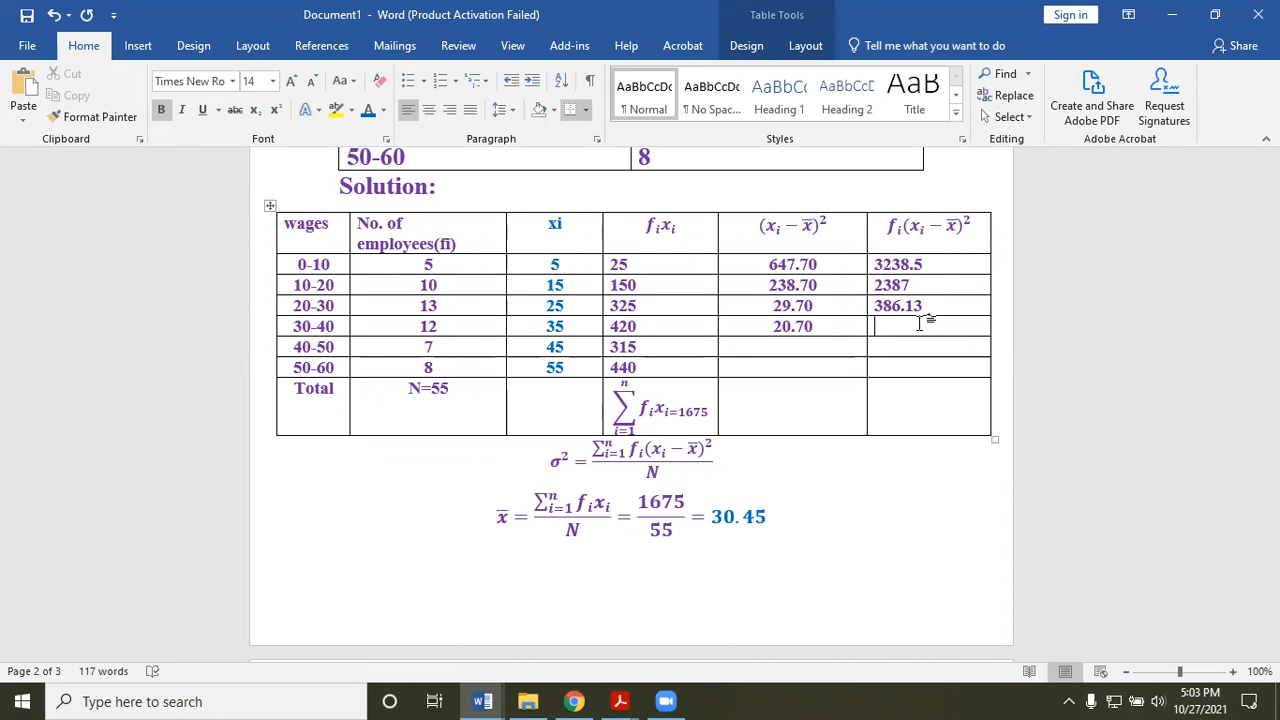 Document1 - Word (Product Activation Failed)
Table Tools
Sign in
File Home Insert Design Layout References Mailings Review View Add-ins Help Acrobat Design Layout Tell me what you want to do Share
Paste
Cut
Copy
Format Painter
Clipboard
Times New Ro 14
Font
Paragraph
AaBbCcDc
¶ Normal
AaBbCcDc
¶ No Spac...
AaBbCc
Heading 1
AaBbCcD
Heading 2
AaB
Title
Styles
Find
Replace
Select
Editing
Create and Share
Adobe PDF
Request
Signatures
Adobe Acrobat
50-60 8
Solution:
wages No. of employees(fi) xi fᵢxᵢ (xᵢ − x̅)² fᵢ(xᵢ − x̅)²
0-10 5 5 25 647.70 3238.5
10-20 10 15 150 238.70 2387
20-30 13 25 325 29.70 386.13
30-40 12 35 420 20.70
40-50 7 45 315
50-60 8 55 440
Total N=55 ∑ⁿᵢ₌₁ fᵢxᵢ₌₁₆₇₅
σ² = ∑ⁿᵢ₌₁ fᵢ(xᵢ − x̅)² / N
x̅ = ∑ⁿᵢ₌₁ fᵢxᵢ / N = 1675 / 55 = 30.45
Page 2 of 3 117 words 100%
Type here to search
5:03 PM
10/27/2021